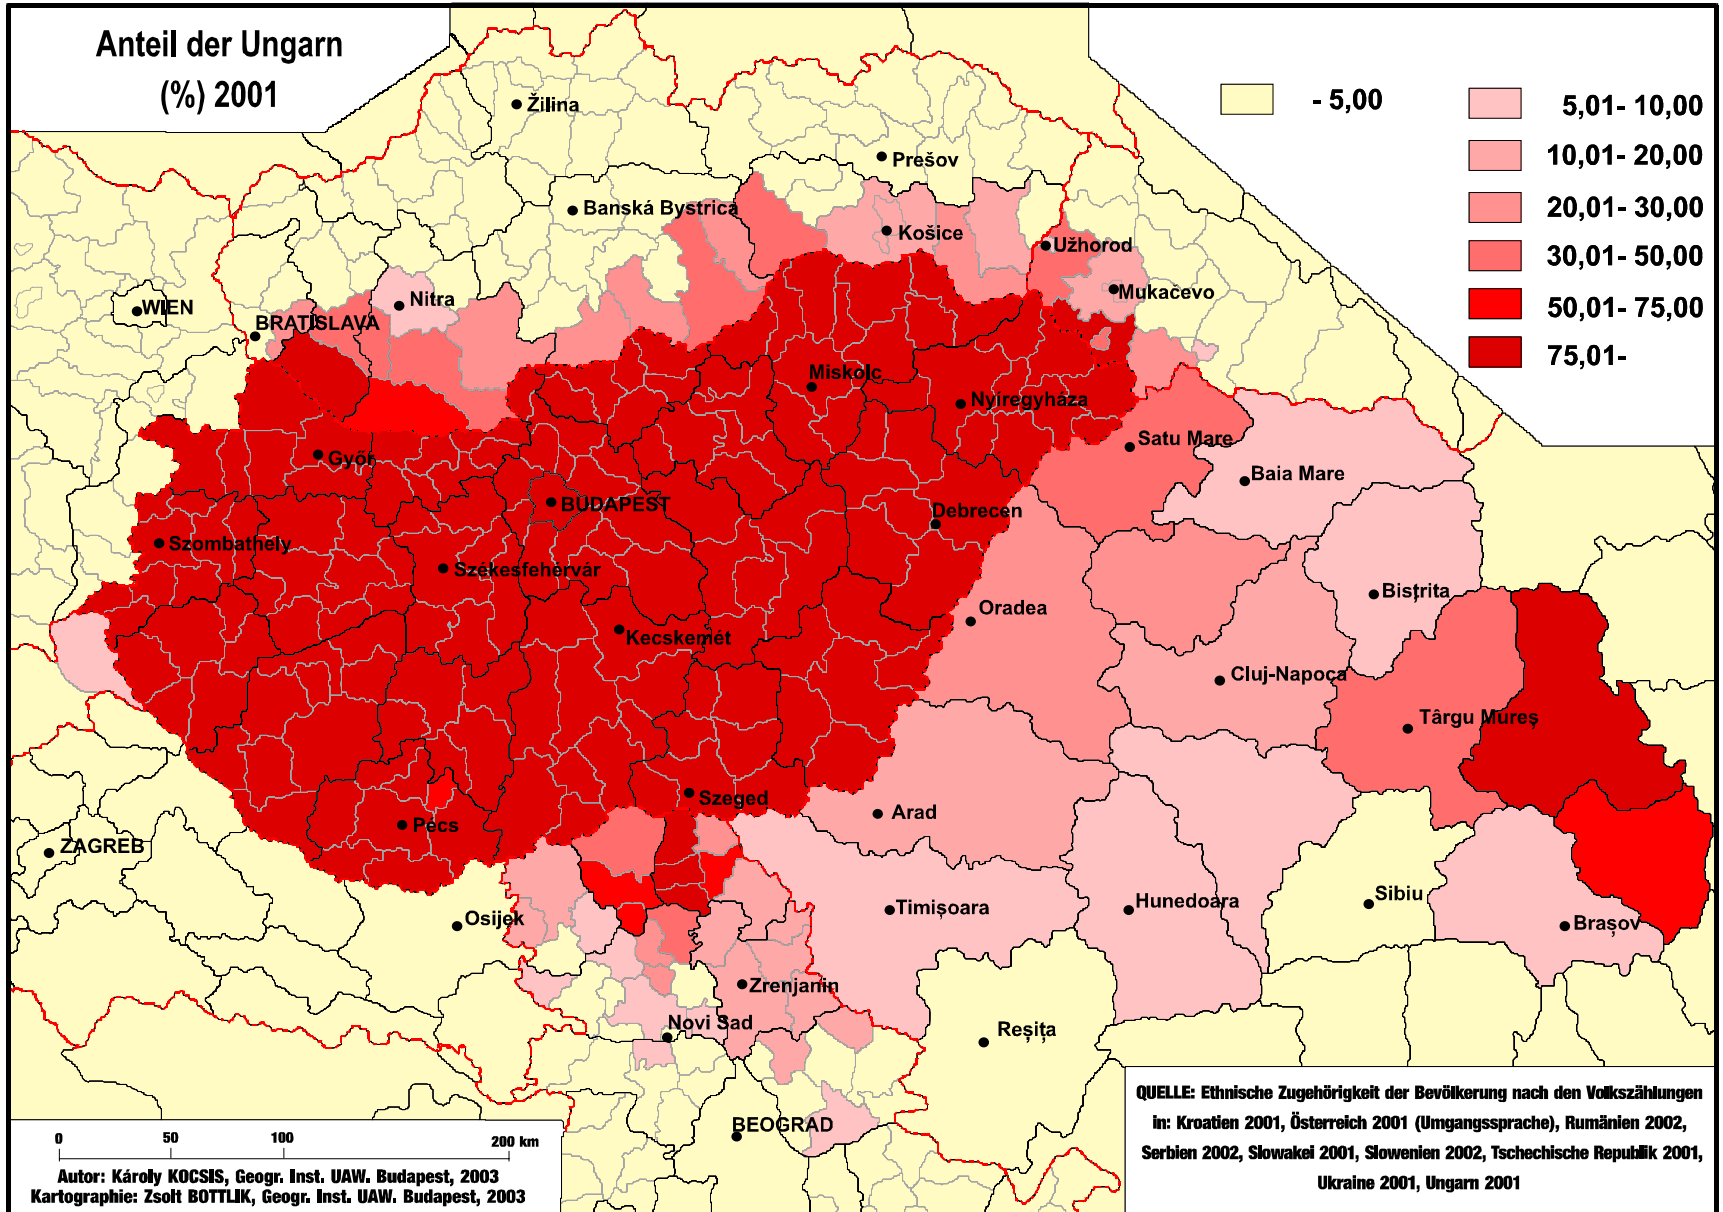 Anteil der Ungarn
(%) 2001
- 5,00
5,01- 10,00
10,01- 20,00
20,01- 30,00
30,01- 50,00
50,01- 75,00
75,01-
Žilina
Prešov
Banská Bystrica
Košice
Užhorod
Mukačevo
Nitra
WIEN
BRATISLAVA
Miskolc
Nyíregyháza
Satu Mare
Baia Mare
Győr
BUDAPEST
Debrecen
Szombathely
Székesfehérvár
Bistrița
Oradea
Kecskemét
Cluj-Napoca
Târgu Mureș
Szeged
Arad
Pécs
ZAGREB
Osijek
Timișoara
Hunedoara
Sibiu
Brașov
Zrenjanin
Novi Sad
Reșița
BEOGRAD
0 50 100 200 km
Autor: Károly KOCSIS, Geogr. Inst. UAW. Budapest, 2003
Kartographie: Zsolt BOTTLIK, Geogr. Inst. UAW. Budapest, 2003
QUELLE: Ethnische Zugehörigkeit der Bevölkerung nach den Volkszählungen
in: Kroatien 2001, Österreich 2001 (Umgangssprache), Rumänien 2002,
Serbien 2002, Slowakei 2001, Slowenien 2002, Tschechische Republik 2001,
Ukraine 2001, Ungarn 2001